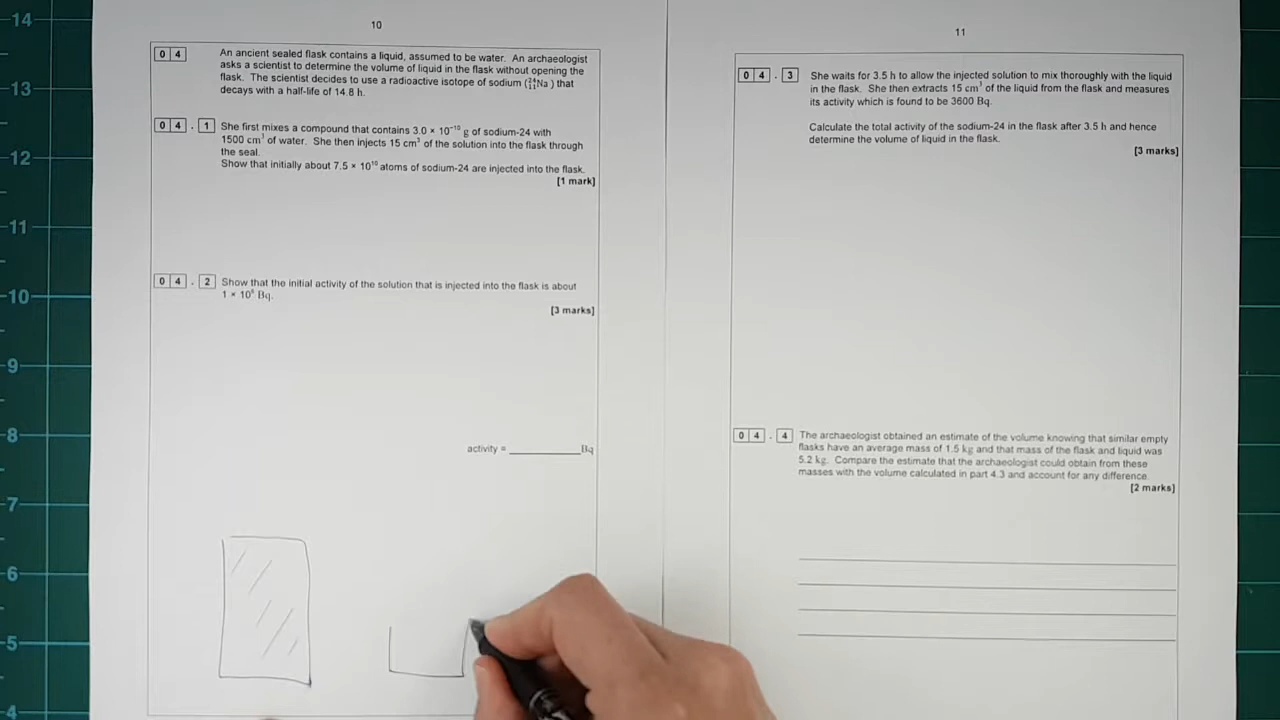 10
0 4 An ancient sealed flask contains a liquid, assumed to be water. An archaeologist
asks a scientist to determine the volume of liquid in the flask without opening the
flask. The scientist decides to use a radioactive isotope of sodium (²⁴₁₁Na) that
decays with a half-life of 14.8 h.
0 4 . 1 She first mixes a compound that contains 3.0 × 10⁻¹⁰ g of sodium-24 with
1500 cm³ of water. She then injects 15 cm³ of the solution into the flask through
the seal.
Show that initially about 7.5 × 10¹⁰ atoms of sodium-24 are injected into the flask.
[1 mark]
0 4 . 2 Show that the initial activity of the solution that is injected into the flask is about
1 × 10⁶ Bq.
[3 marks]
activity = __________Bq
11
0 4 . 3 She waits for 3.5 h to allow the injected solution to mix thoroughly with the liquid
in the flask. She then extracts 15 cm³ of the liquid from the flask and measures
its activity which is found to be 3600 Bq.
Calculate the total activity of the sodium-24 in the flask after 3.5 h and hence
determine the volume of liquid in the flask.
[3 marks]
0 4 . 4 The archaeologist obtained an estimate of the volume knowing that similar empty
flasks have an average mass of 1.5 kg and that mass of the flask and liquid was
5.2 kg. Compare the estimate that the archaeologist could obtain from these
masses with the volume calculated in part 4.3 and account for any difference.
[2 marks]
14
13
12
11
10
9
8
7
6
5
4